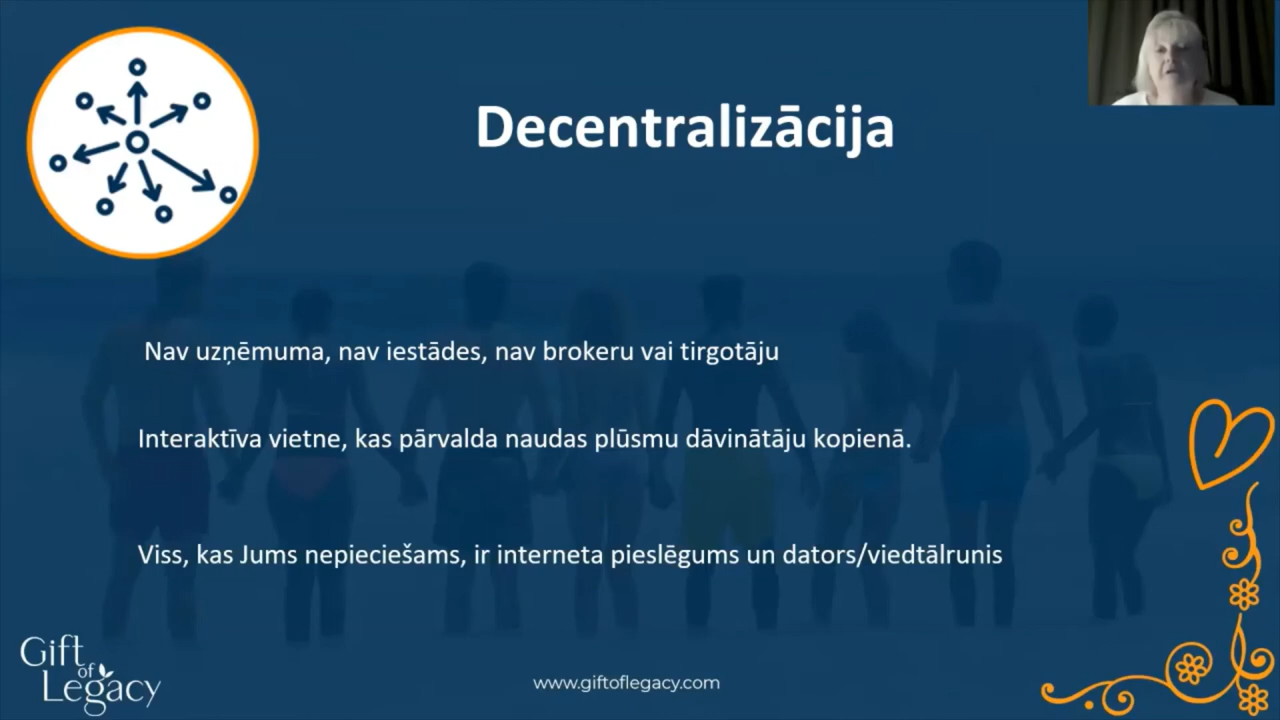 Decentralizācija
Nav uzņēmuma, nav iestādes, nav brokeru vai tirgotāju
Interaktīva vietne, kas pārvalda naudas plūsmu dāvinātāju kopienā.
Viss, kas Jums nepieciešams, ir interneta pieslēgums un dators/viedtālrunis
Gift
of
Legacy
www.giftoflegacy.com